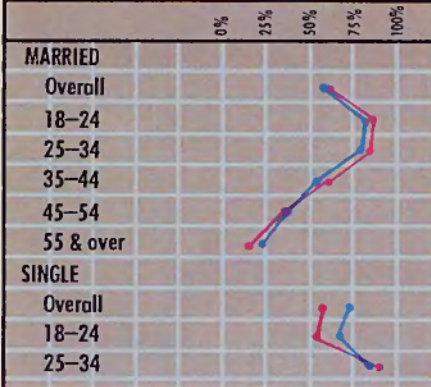 0% 25% 50% 75% 100%
MARRIED
Overall
18–24
25–34
35–44
45–54
55 & over
SINGLE
Overall
18–24
25–34